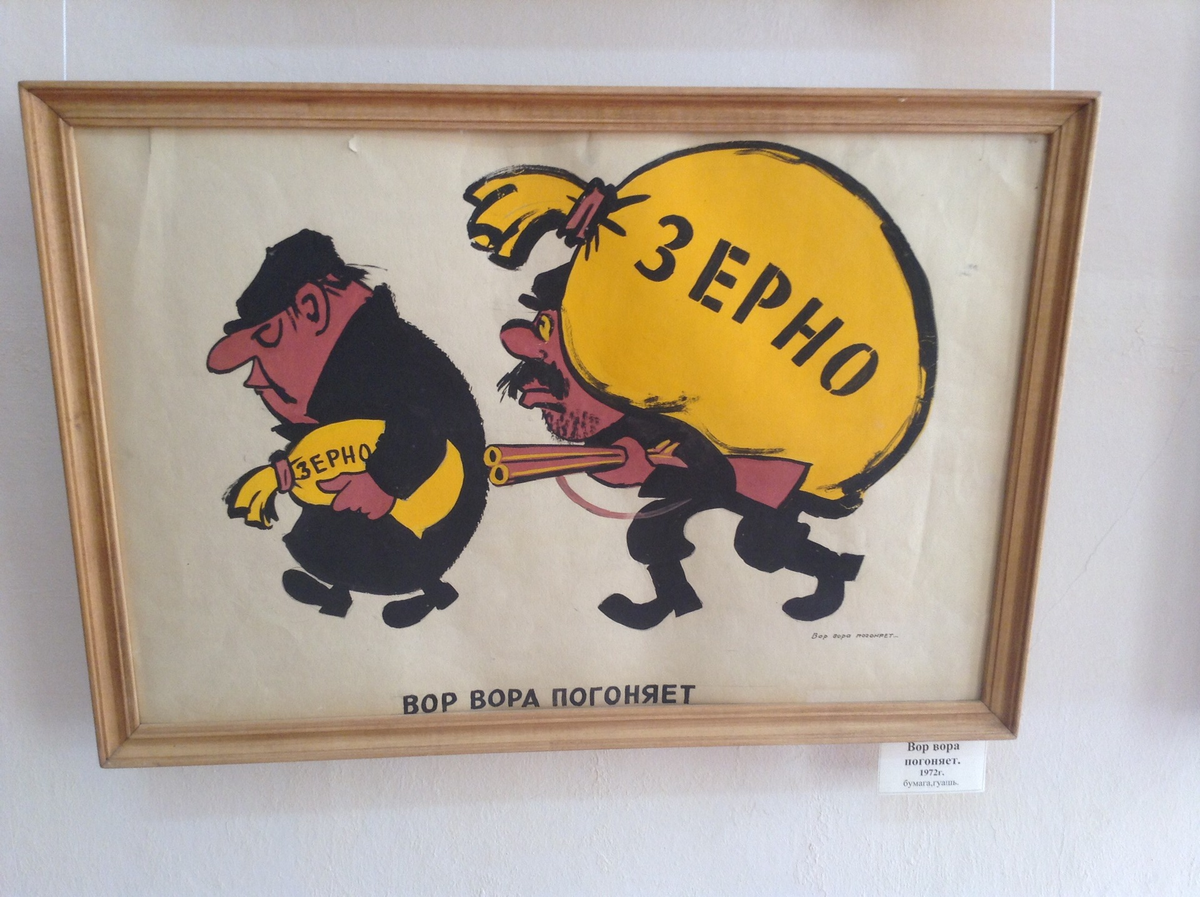 ЗЕРНО
ЗЕРНО
Вор вора погоняет...
ВОР ВОРА ПОГОНЯЕТ
Вор вора
погоняет.
1972г.
бумага,гуашь.